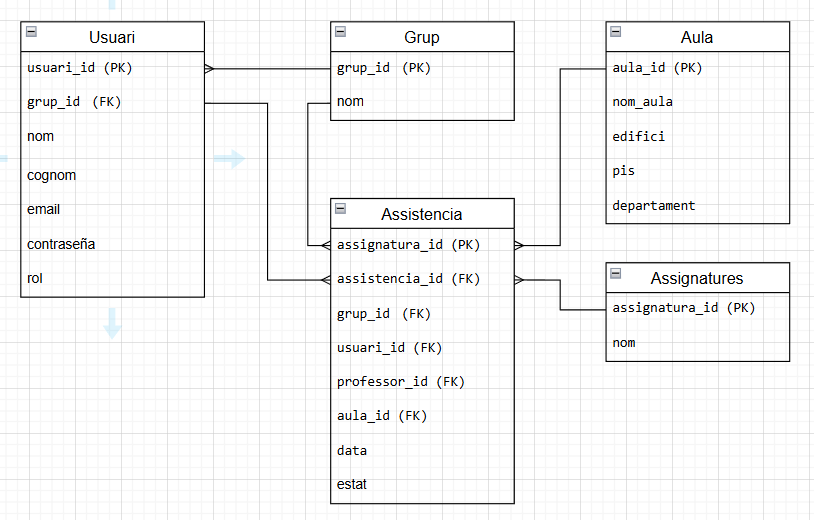 Usuari
usuari_id (PK)
grup_id (FK)
nom
cognom
email
contraseña
rol
Grup
grup_id (PK)
nom
Assistencia
assignatura_id (PK)
assistencia_id (FK)
grup_id (FK)
usuari_id (FK)
professor_id (FK)
aula_id (FK)
data
estat
Aula
aula_id (PK)
nom_aula
edifici
pis
departament
Assignatures
assignatura_id (PK)
nom